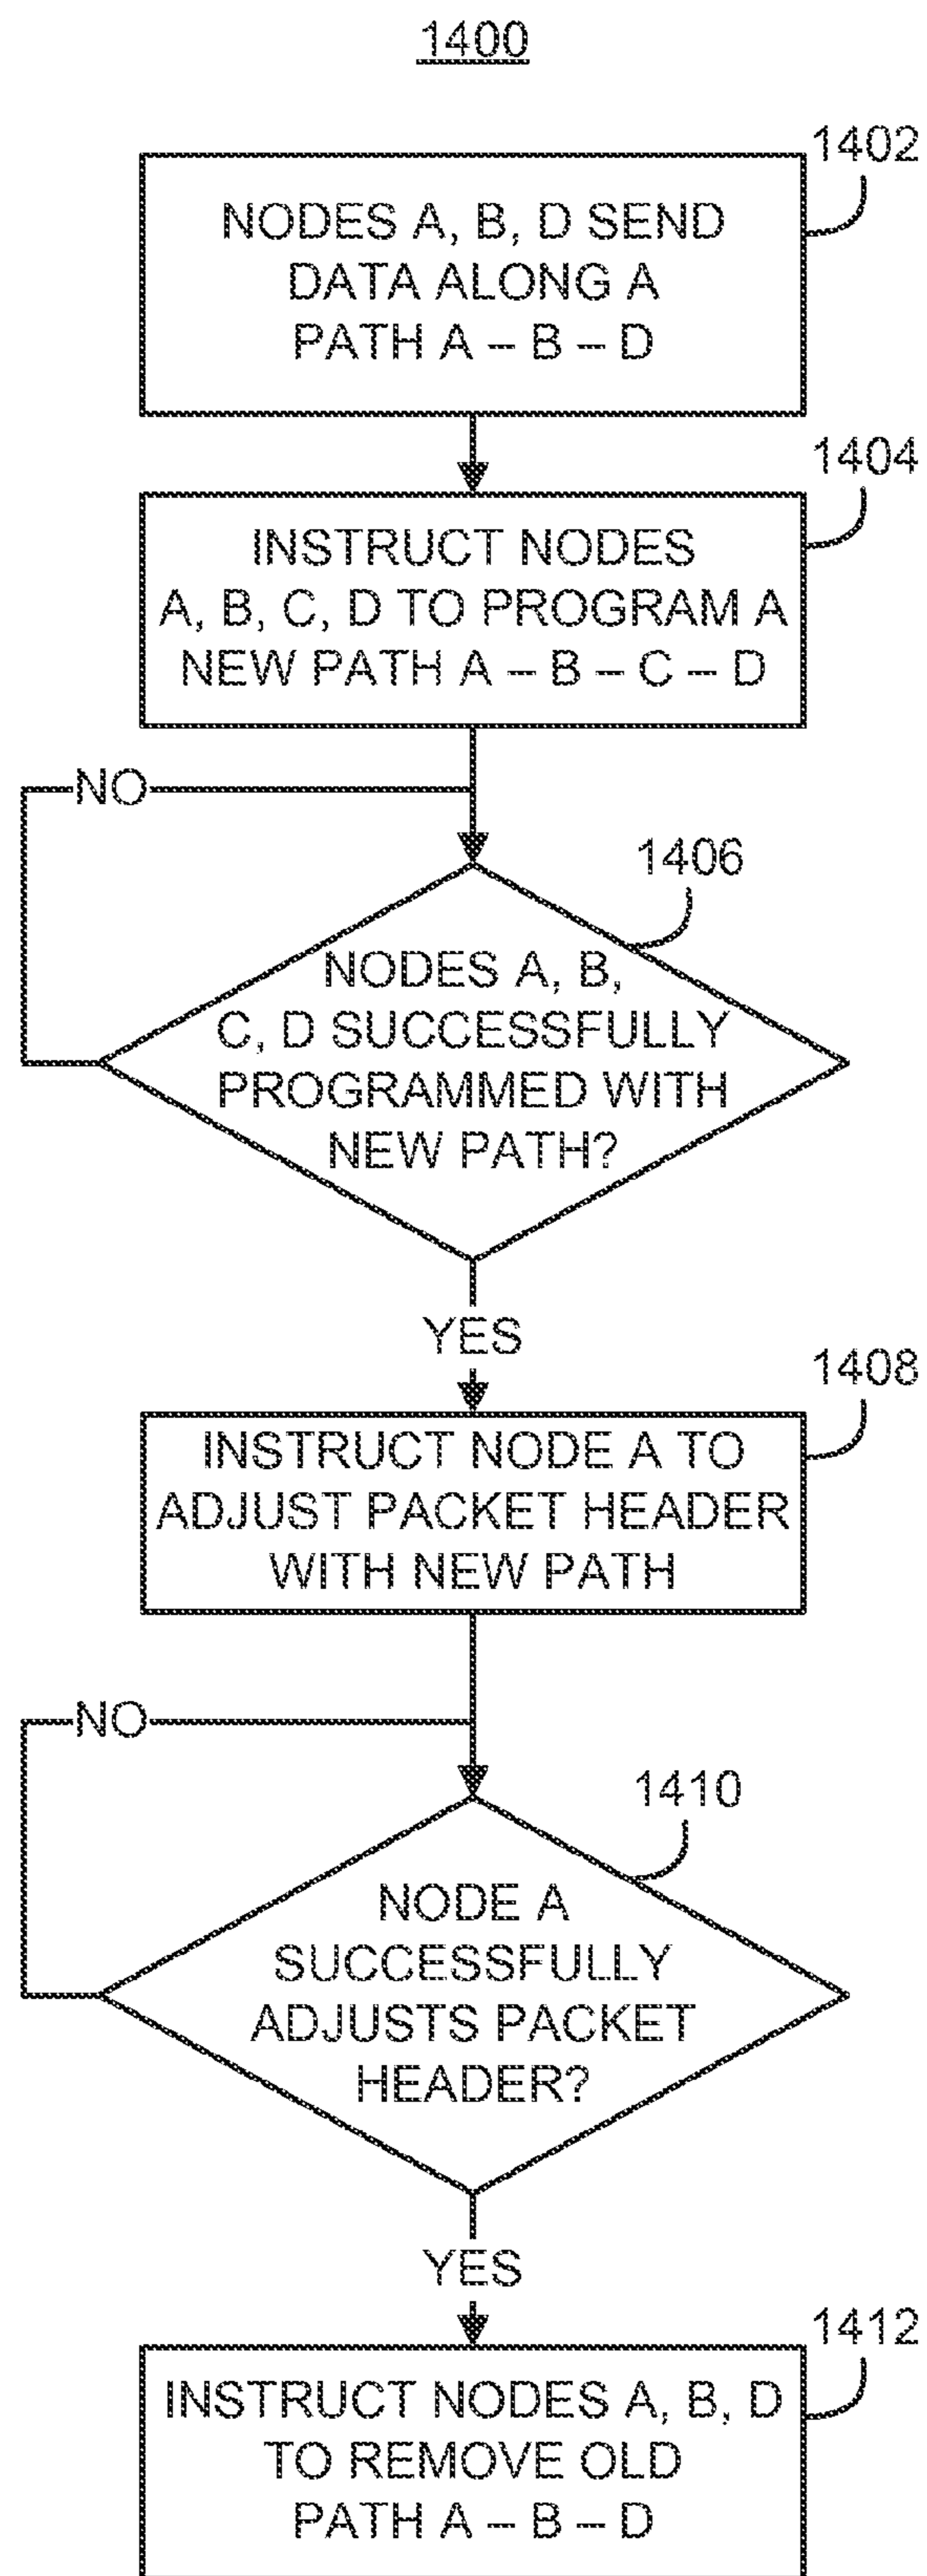 1400
1402
NODES A, B, D SEND
DATA ALONG A
PATH A – B – D
1404
INSTRUCT NODES
A, B, C, D TO PROGRAM A
NEW PATH A – B – C – D
NO
1406
NODES A, B,
C, D SUCCESSFULLY
PROGRAMMED WITH
NEW PATH?
YES
1408
INSTRUCT NODE A TO
ADJUST PACKET HEADER
WITH NEW PATH
NO
1410
NODE A
SUCCESSFULLY
ADJUSTS PACKET
HEADER?
YES
1412
INSTRUCT NODES A, B, D
TO REMOVE OLD
PATH A – B – D